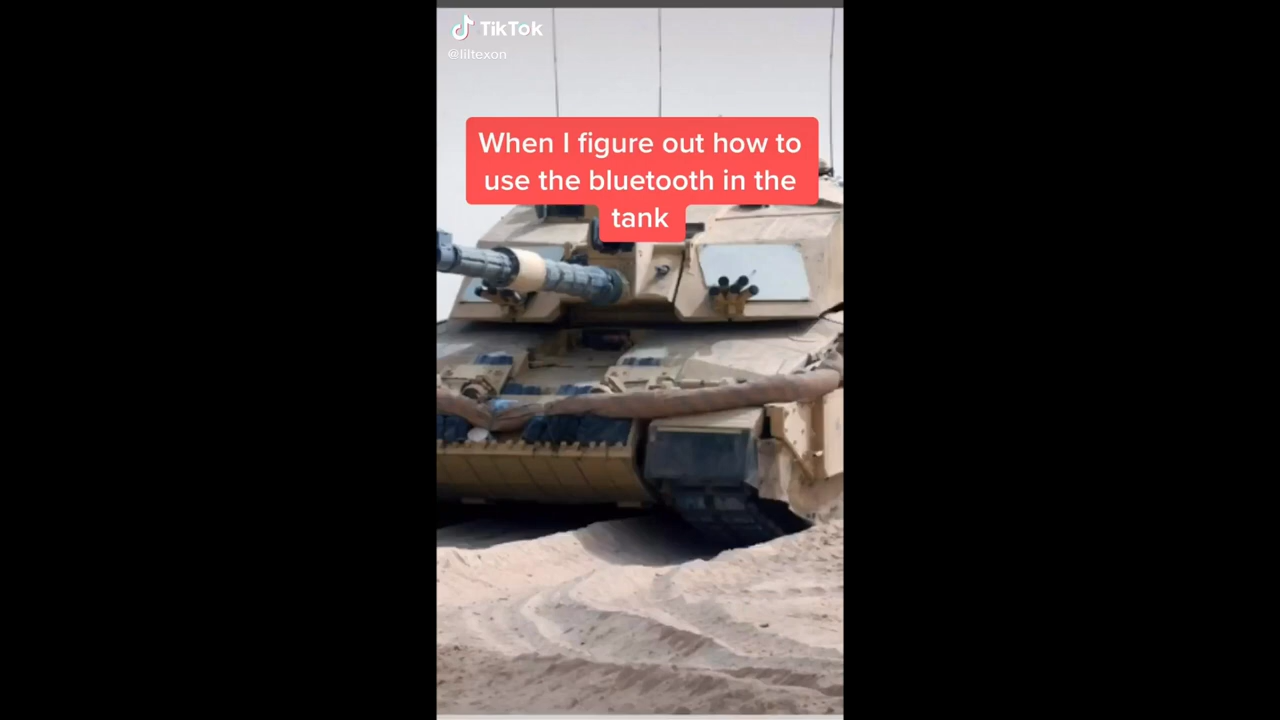 TikTok
@liltexon
When I figure out how to
use the bluetooth in the
tank